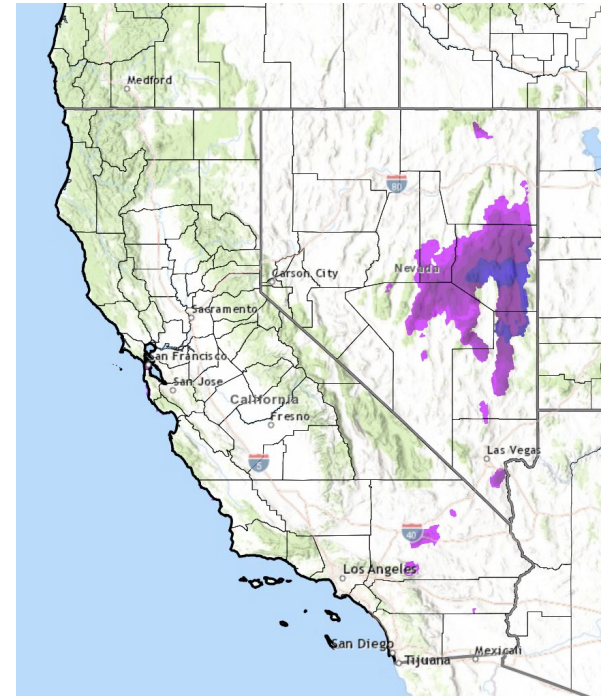 Medford
80
Carson City
Nevada
Sacramento
San Francisco
San Jose
California
Fresno
5
Las Vegas
40
Los Angeles
San Diego
Tijuana
Mexicali